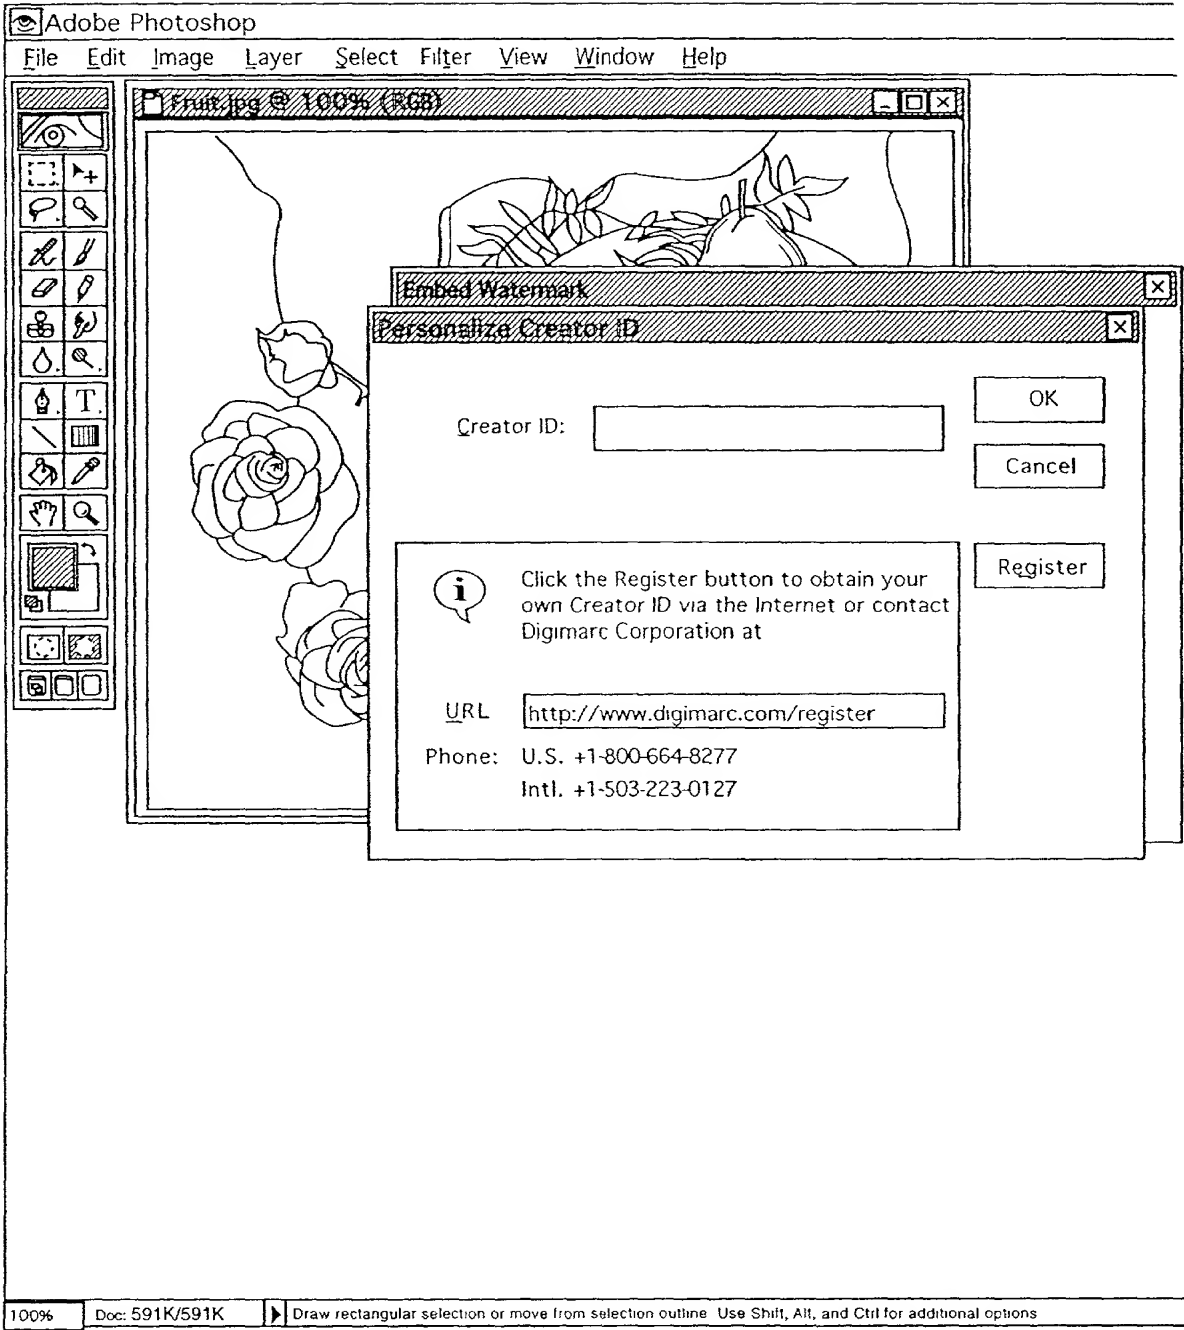 Adobe Photoshop
File Edit Image Layer Select Filter View Window Help
Fruit.jpg @ 100% (RGB)
Embed Watermark
Personalize Creator ID
Creator ID:
OK
Cancel
Register
Click the Register button to obtain your
own Creator ID via the Internet or contact
Digimarc Corporation at
URL http://www.digimarc.com/register
Phone: U.S. +1-800-664-8277
Intl. +1-503-223-0127
T
100% Doc: 591K/591K Draw rectangular selection or move from selection outline Use Shift, Alt, and Ctrl for additional options